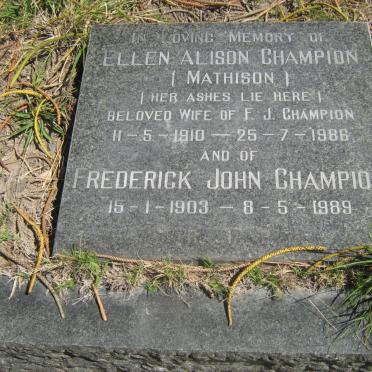 In Loving Memory of
Ellen Alison Champion
( Mathison )
( Her ashes lie here )
Beloved Wife of F. J. Champion
11-5-1910 - 25-7-1986
and of
Frederick John Champio
15-1-1903 - 8-5-1989